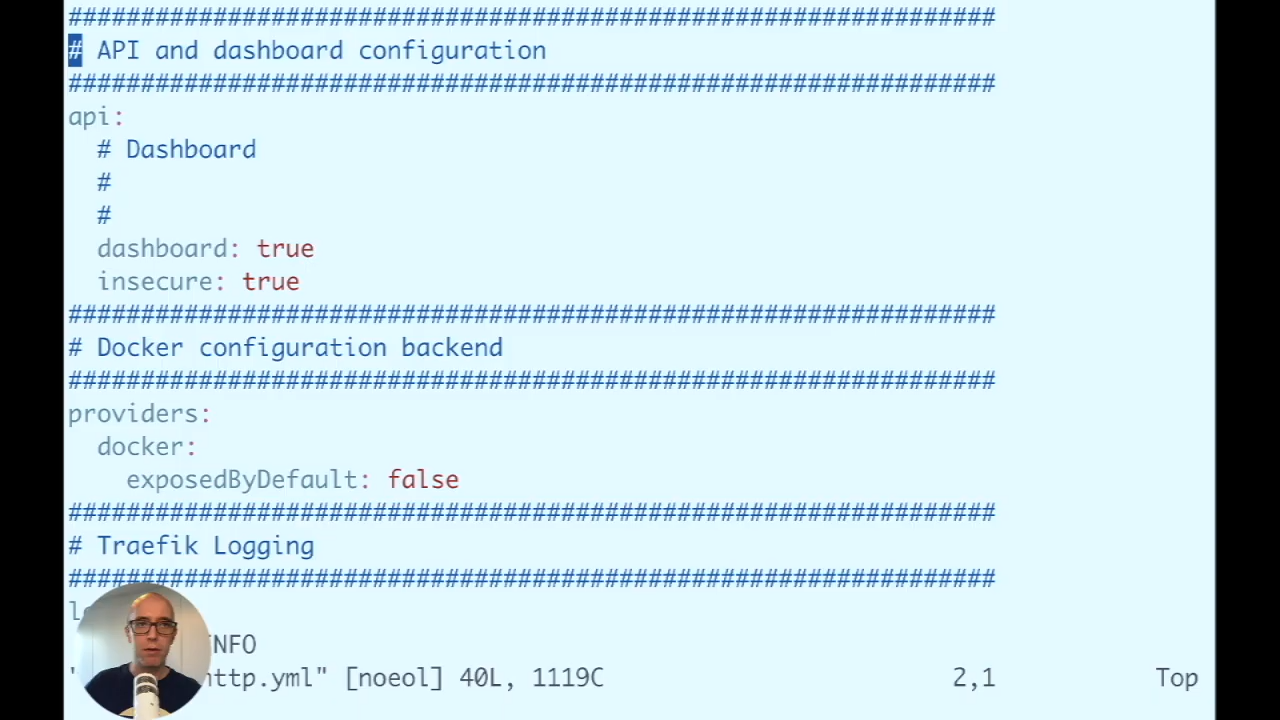 ################################################################
# API and dashboard configuration
################################################################
api:
  # Dashboard
  #
  #
  dashboard: true
  insecure: true
################################################################
# Docker configuration backend
################################################################
providers:
  docker:
    exposedByDefault: false
################################################################
# Traefik Logging
################################################################
NFO
ttp.yml" [noeol] 40L, 1119C 2,1 Top